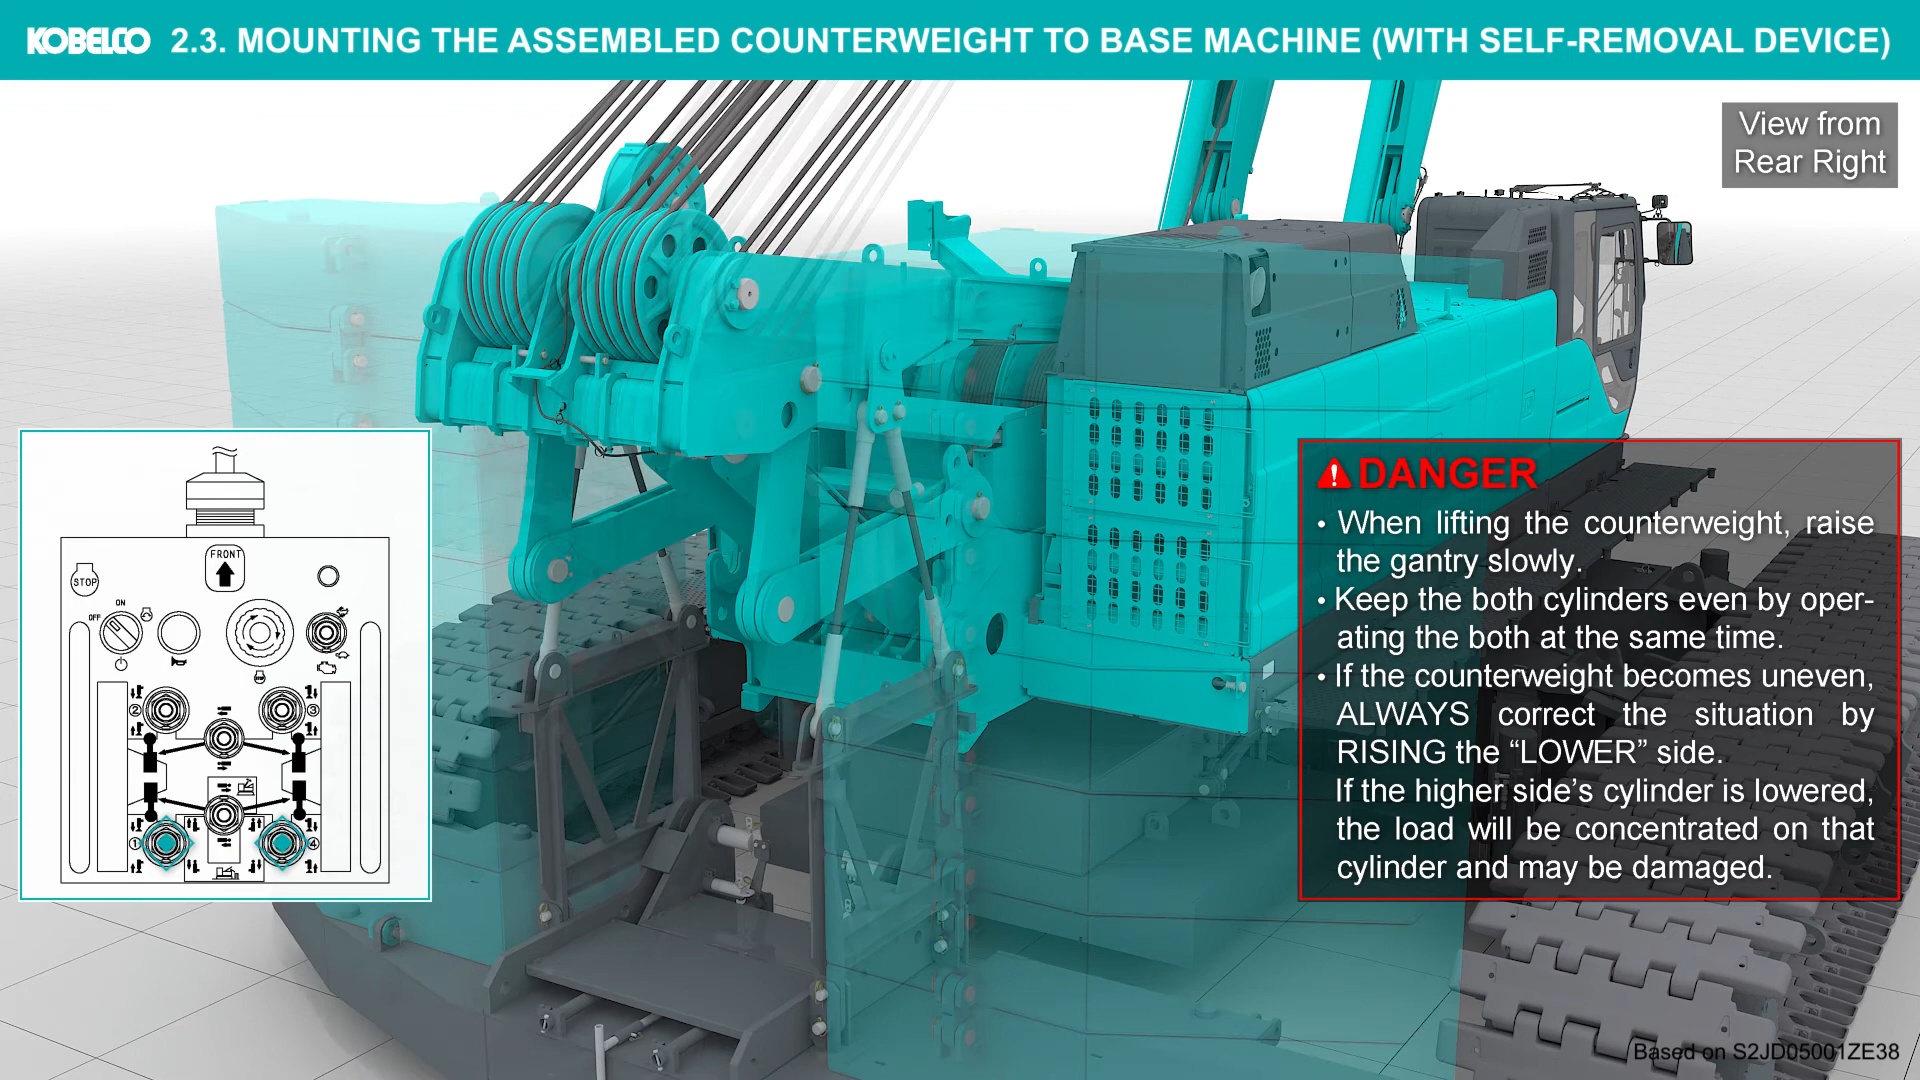 KOBELCO 2.3. MOUNTING THE ASSEMBLED COUNTERWEIGHT TO BASE MACHINE (WITH SELF-REMOVAL DEVICE)
View from
Rear Right
FRONT
STOP
ON
OFF
②
③
①
④
DANGER
• When lifting the counterweight, raise
the gantry slowly.
• Keep the both cylinders even by oper-
ating the both at the same time.
• If the counterweight becomes uneven,
ALWAYS correct the situation by
RISING the “LOWER” side.
If the higher side’s cylinder is lowered,
the load will be concentrated on that
cylinder and may be damaged.
Based on S2JD05001ZE38